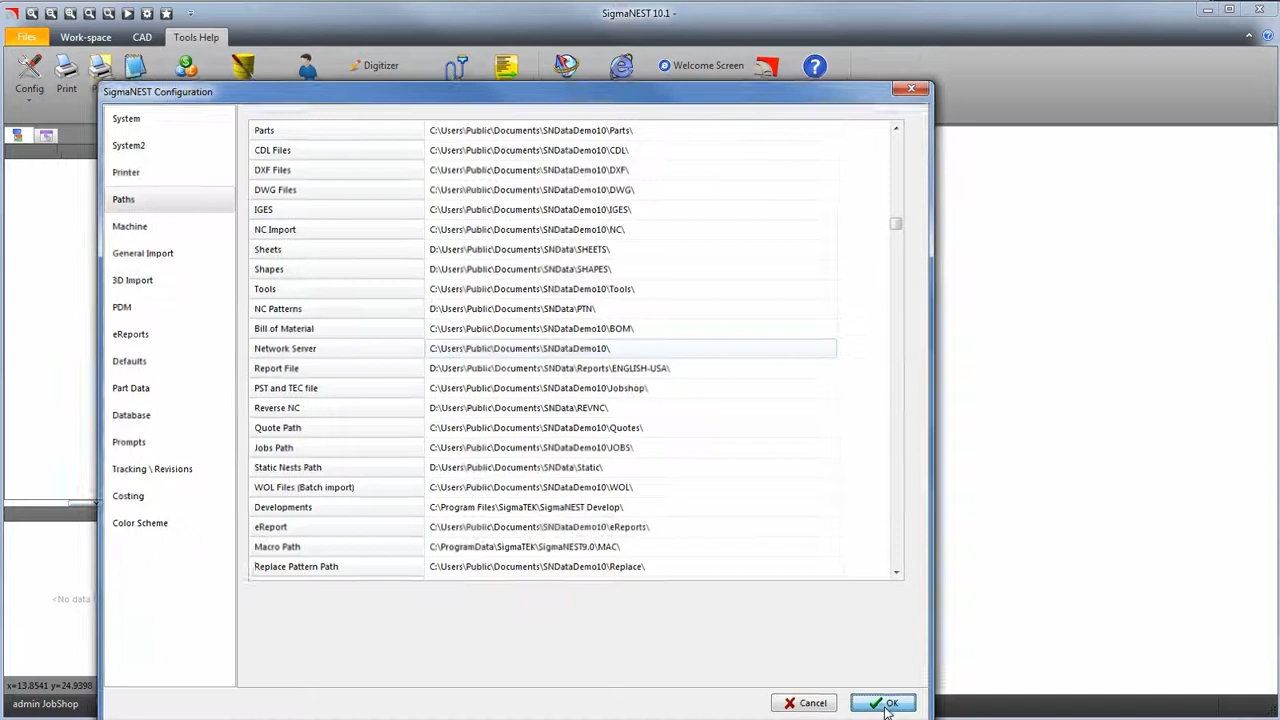 SigmaNEST 10.1 -
Files
Work-space
CAD
Tools Help
Config
Print
Digitizer
Welcome Screen
SigmaNEST Configuration
System
System2
Printer
Paths
Machine
General Import
3D Import
PDM
eReports
Defaults
Part Data
Database
Prompts
Tracking \ Revisions
Costing
Color Scheme
Parts C:\Users\Public\Documents\SNDataDemo10\Parts\
CDL Files C:\Users\Public\Documents\SNDataDemo10\CDL\
DXF Files C:\Users\Public\Documents\SNDataDemo10\DXF\
DWG Files C:\Users\Public\Documents\SNDataDemo10\DWG\
IGES C:\Users\Public\Documents\SNDataDemo10\IGES\
NC Import C:\Users\Public\Documents\SNDataDemo10\NC\
Sheets D:\Users\Public\Documents\SNData\SHEETS\
Shapes D:\Users\Public\Documents\SNData\SHAPES\
Tools C:\Users\Public\Documents\SNDataDemo10\Tools\
NC Patterns D:\Users\Public\Documents\SNData\PTN\
Bill of Material C:\Users\Public\Documents\SNDataDemo10\BOM\
Network Server C:\Users\Public\Documents\SNDataDemo10\
Report File D:\Users\Public\Documents\SNData\Reports\ENGLISH-USA\
PST and TEC file C:\Users\Public\Documents\SNDataDemo10\Jobshop\
Reverse NC D:\Users\Public\Documents\SNData\REVNC\
Quote Path C:\Users\Public\Documents\SNDataDemo10\Quotes\
Jobs Path C:\Users\Public\Documents\SNDataDemo10\JOBS\
Static Nests Path D:\Users\Public\Documents\SNData\Static\
WOL Files (Batch import) C:\Users\Public\Documents\SNDataDemo10\WOL\
Developments C:\Program Files\SigmaTEK\SigmaNEST Develop\
eReport C:\Users\Public\Documents\SNDataDemo10\eReports\
Macro Path C:\ProgramData\SigmaTEK\SigmaNEST9.0\MAC\
Replace Pattern Path C:\Users\Public\Documents\SNDataDemo10\Replace\
<No data
x=13.8541 y=24.9398
admin JobShop
Cancel
OK